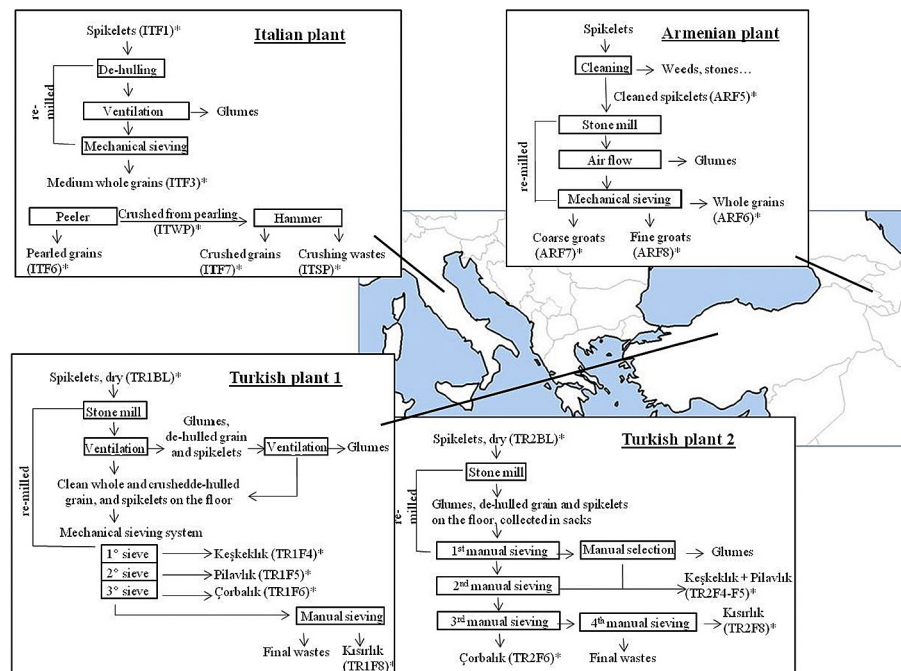 Italian plant
Spikelets (ITF1)*
De-hulling
Ventilation
Glumes
Mechanical sieving
re-milled
Medium whole grains (ITF3)*
Peeler
Crushed from pearling
(ITWP)*
Hammer
Pearled grains
(ITF6)*
Crushed grains
(ITF7)*
Crushing wastes
(ITSP)*
Armenian plant
Spikelets
Cleaning
Weeds, stones…
Cleaned spikelets (ARF5)*
Stone mill
Air flow
Glumes
Mechanical sieving
re-milled
Whole grains
(ARF6)*
Coarse groats
(ARF7)*
Fine groats
(ARF8)*
Turkish plant 1
Spikelets, dry (TR1BL)*
Stone mill
Ventilation
Glumes,
de-hulled grain
and spikelets
Ventilation
Glumes
re-milled
Clean whole and crushedde-hulled
grain, and spikelets on the floor
Mechanical sieving system
1° sieve
Keşkeklık (TR1F4)*
2° sieve
Pilavlık (TR1F5)*
3° sieve
Çorbalık (TR1F6)*
Manual sieving
Final wastes
Kısırlık
(TR1F8)*
Turkish plant 2
Spikelets, dry (TR2BL)*
Stone mill
Glumes, de-hulled grain and spikelets
on the floor, collected in sacks
re-milled
1st manual sieving
Manual selection
Glumes
2nd manual sieving
Keşkeklık + Pilavlık
(TR2F4-F5)*
3rd manual sieving
4th manual sieving
Kısırlık
(TR2F8)*
Çorbalık (TR2F6)*
Final wastes